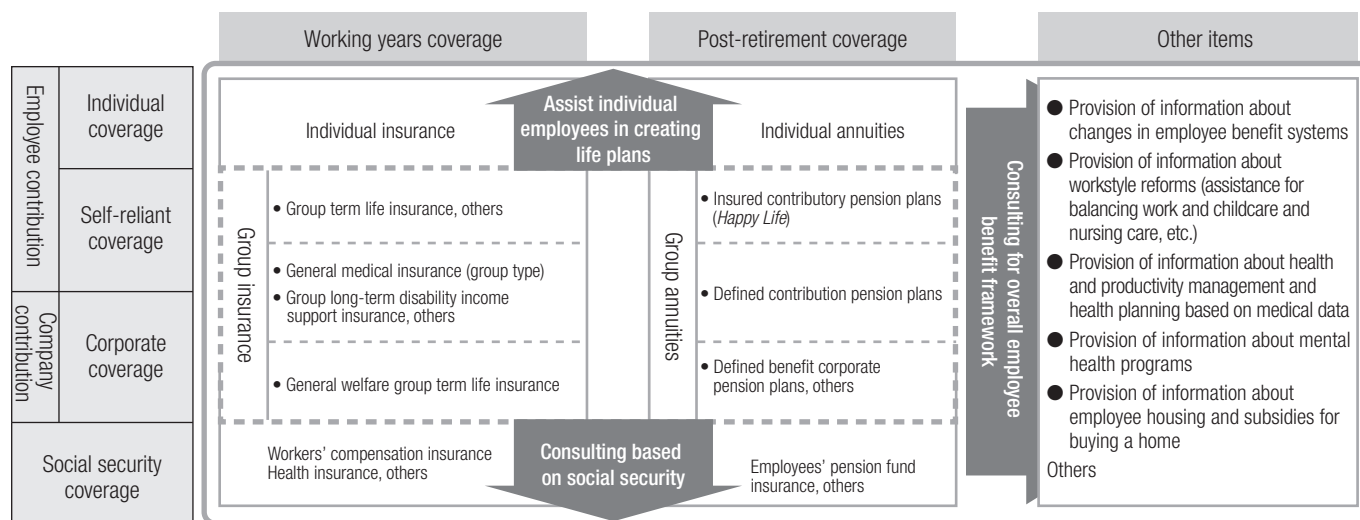 Working years coverage
Post-retirement coverage
Other items
Employee contribution
Company
contribution
Individual
coverage
Self-reliant
coverage
Corporate
coverage
Social security
coverage
Individual insurance
Assist individual
employees in creating
life plans
Individual annuities
Group insurance
• Group term life insurance, others
• General medical insurance (group type)
• Group long-term disability income
support insurance, others
• General welfare group term life insurance
Group annuities
• Insured contributory pension plans
(Happy Life)
• Defined contribution pension plans
• Defined benefit corporate
pension plans, others
Workers’ compensation insurance
Health insurance, others
Consulting based
on social security
Employees’ pension fund
insurance, others
Consulting for overall employee
benefit framework
● Provision of information about
changes in employee benefit systems
● Provision of information about
workstyle reforms (assistance for
balancing work and childcare and
nursing care, etc.)
● Provision of information about health
and productivity management and
health planning based on medical data
● Provision of information about mental
health programs
● Provision of information about
employee housing and subsidies for
buying a home
Others